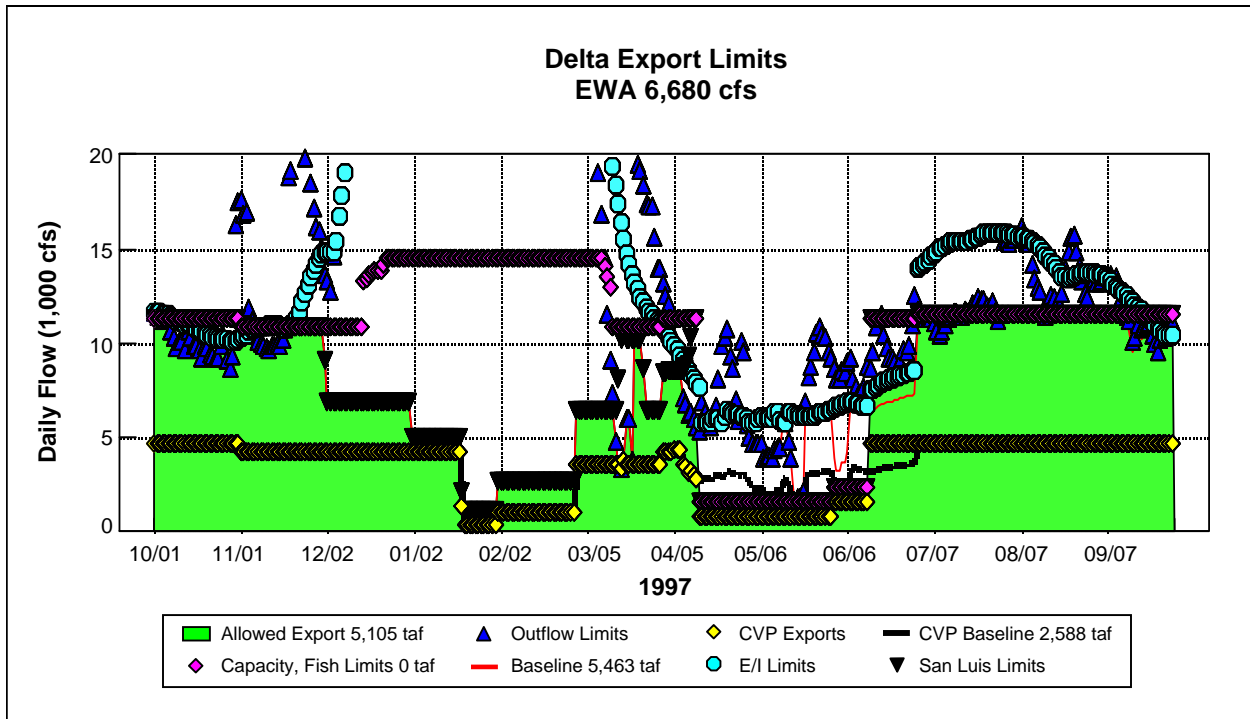 Delta Export Limits
EWA 6,680 cfs
Daily Flow (1,000 cfs)
20
15
10
5
0
10/01 11/01 12/02 01/02 02/02 03/05 04/05 05/06 06/06 07/07 08/07 09/07
1997
Allowed Export 5,105 taf Outflow Limits CVP Exports CVP Baseline 2,588 taf
Capacity, Fish Limits 0 taf Baseline 5,463 taf E/I Limits San Luis Limits